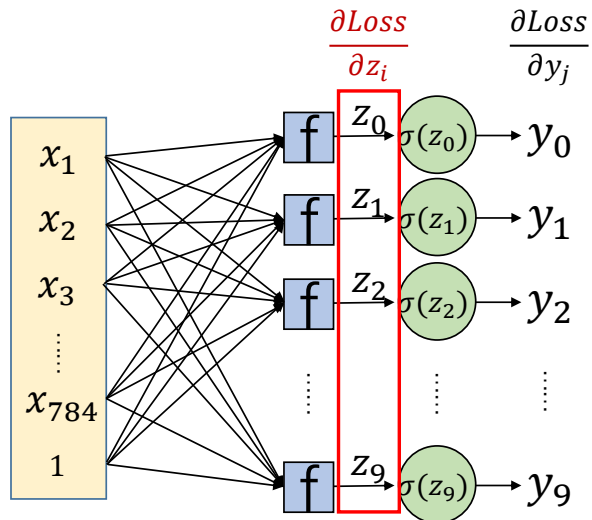 ∂Loss/∂z_i
∂Loss/∂y_j
x_1
x_2
x_3
......
x_784
1
f z_0 σ(z_0) y_0
f z_1 σ(z_1) y_1
f z_2 σ(z_2) y_2
...... ...... ...... ......
f z_9 σ(z_9) y_9